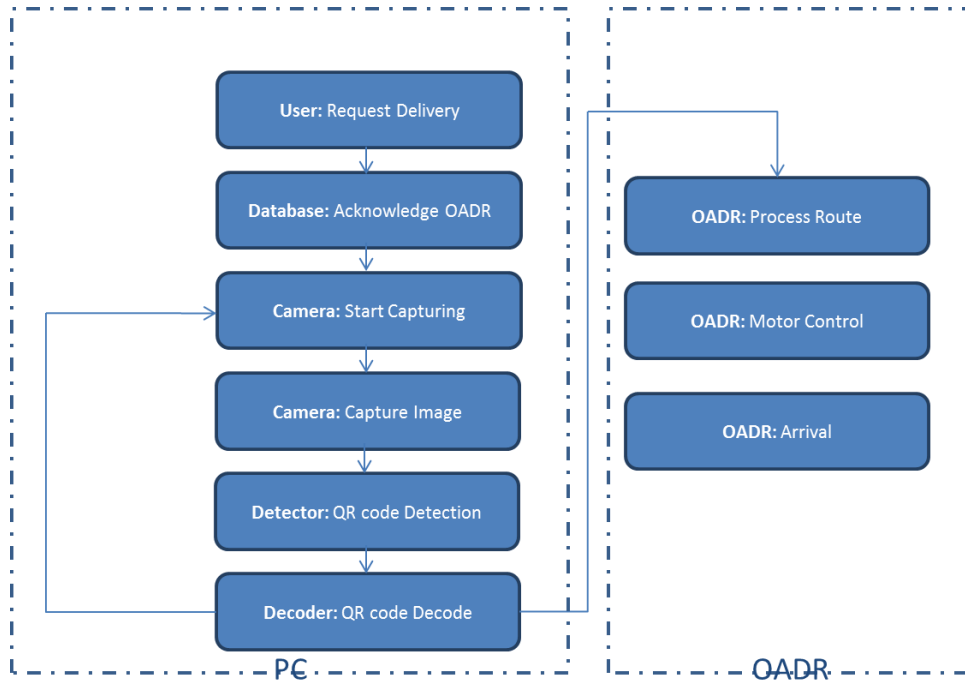 User: Request Delivery
Database: Acknowledge OADR
Camera: Start Capturing
Camera: Capture Image
Detector: QR code Detection
Decoder: QR code Decode
PC
OADR: Process Route
OADR: Motor Control
OADR: Arrival
OADR